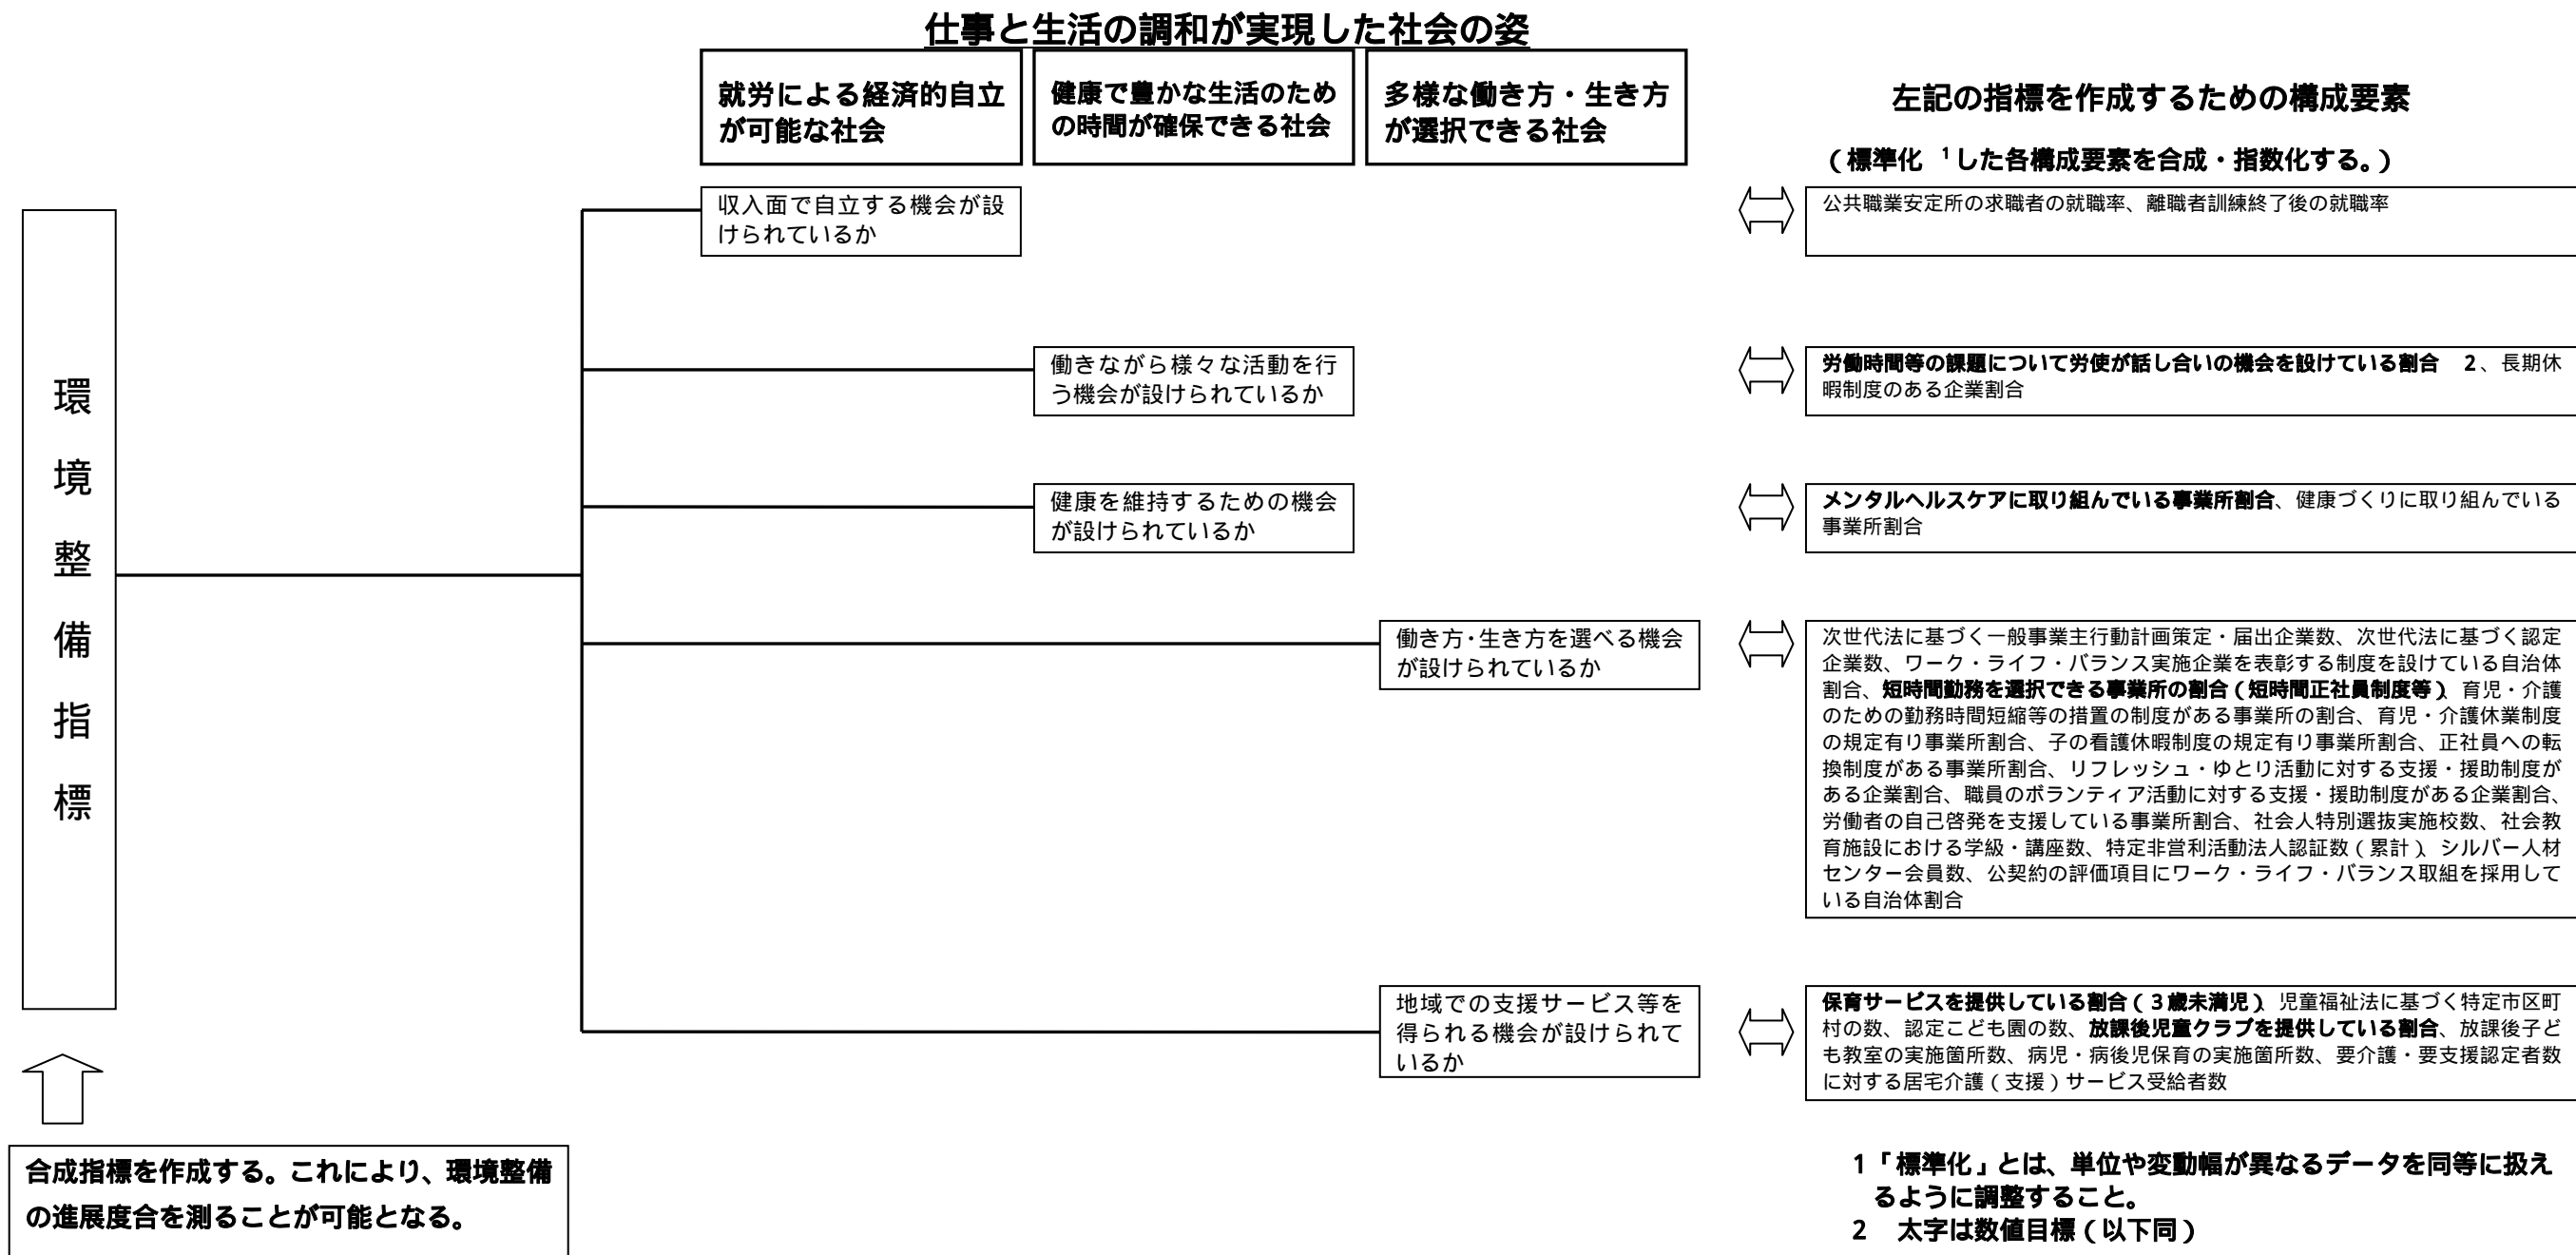 仕事と生活の調和が実現した社会の姿
就労による経済的自立
が可能な社会
健康で豊かな生活のため
の時間が確保できる社会
多様な働き方・生き方
が選択できる社会
左記の指標を作成するための構成要素
（標準化 1した各構成要素を合成・指数化する。）
環
境
整
備
指
標
収入面で自立する機会が設
けられているか
公共職業安定所の求職者の就職率、離職者訓練終了後の就職率
働きながら様々な活動を行
う機会が設けられているか
労働時間等の課題について労使が話し合いの機会を設けている割合　2、長期休
暇制度のある企業割合
健康を維持するための機会
が設けられているか
メンタルヘルスケアに取り組んでいる事業所割合、健康づくりに取り組んでいる
事業所割合
働き方・生き方を選べる機会
が設けられているか
次世代法に基づく一般事業主行動計画策定・届出企業数、次世代法に基づく認定
企業数、ワーク・ライフ・バランス実施企業を表彰する制度を設けている自治体
割合、短時間勤務を選択できる事業所の割合（短時間正社員制度等）、育児・介護
のための勤務時間短縮等の措置の制度がある事業所の割合、育児・介護休業制度
の規定有り事業所割合、子の看護休暇制度の規定有り事業所割合、正社員への転
換制度がある事業所割合、リフレッシュ・ゆとり活動に対する支援・援助制度が
ある企業割合、職員のボランティア活動に対する支援・援助制度がある企業割合、
労働者の自己啓発を支援している事業所割合、社会人特別選抜実施校数、社会教
育施設における学級・講座数、特定非営利活動法人認証数（累計）、シルバー人材
センター会員数、公契約の評価項目にワーク・ライフ・バランス取組を採用して
いる自治体割合
地域での支援サービス等を
得られる機会が設けられて
いるか
保育サービスを提供している割合（３歳未満児）、児童福祉法に基づく特定市区町
村の数、認定こども園の数、放課後児童クラブを提供している割合、放課後子ど
も教室の実施箇所数、病児・病後児保育の実施箇所数、要介護・要支援認定者数
に対する居宅介護（支援）サービス受給者数
合成指標を作成する。これにより、環境整備
の進展度合を測ることが可能となる。
1「標準化」とは、単位や変動幅が異なるデータを同等に扱え
るように調整すること。
2　太字は数値目標（以下同）